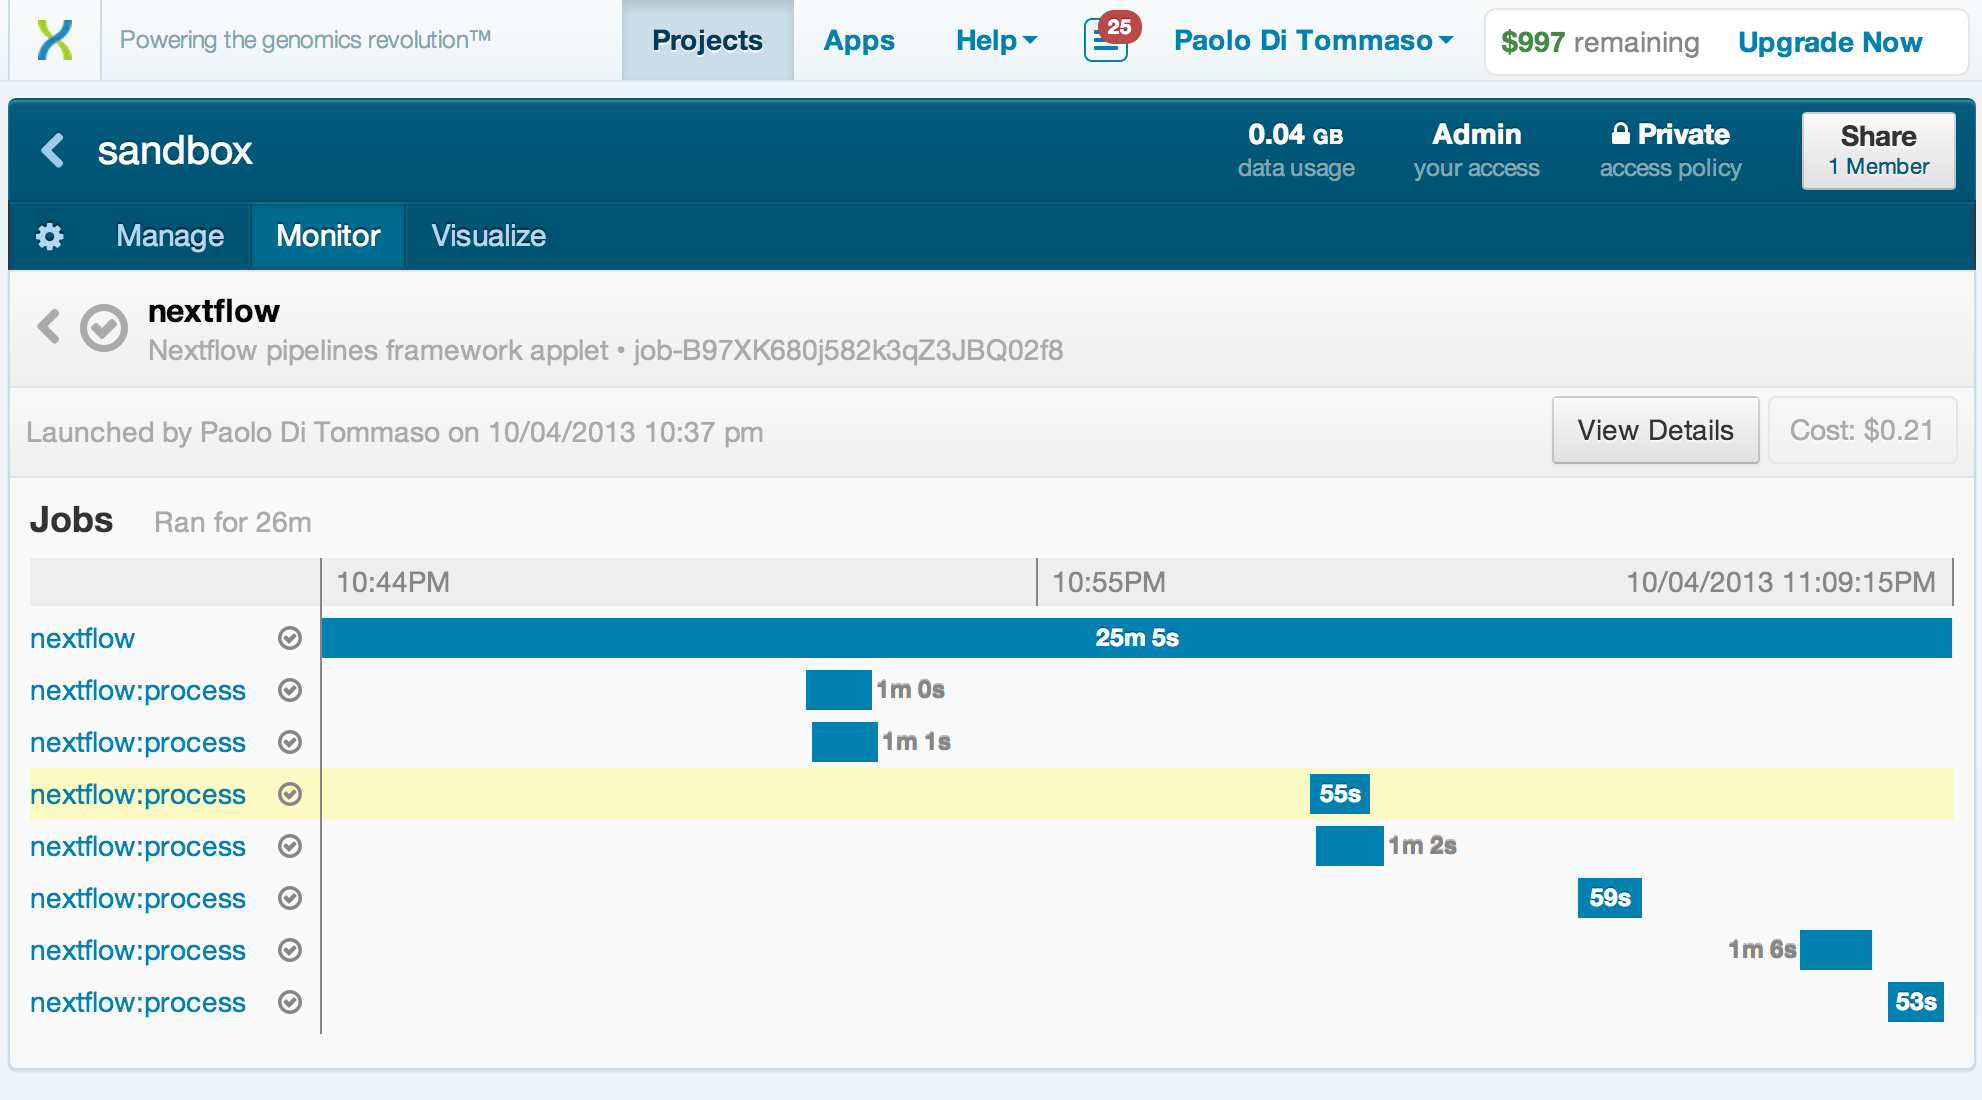 Powering the genomics revolution™
Projects
Apps
Help
25
Paolo Di Tommaso
$997 remaining
Upgrade Now
sandbox
0.04 GB
data usage
Admin
your access
Private
access policy
Share
1 Member
Manage
Monitor
Visualize
nextflow
Nextflow pipelines framework applet • job-B97XK680j582k3qZ3JBQ02f8
Launched by Paolo Di Tommaso on 10/04/2013 10:37 pm
View Details
Cost: $0.21
Jobs
Ran for 26m
10:44PM
10:55PM
10/04/2013 11:09:15PM
nextflow
25m 5s
nextflow:process
1m 0s
nextflow:process
1m 1s
nextflow:process
55s
nextflow:process
1m 2s
nextflow:process
59s
nextflow:process
1m 6s
nextflow:process
53s